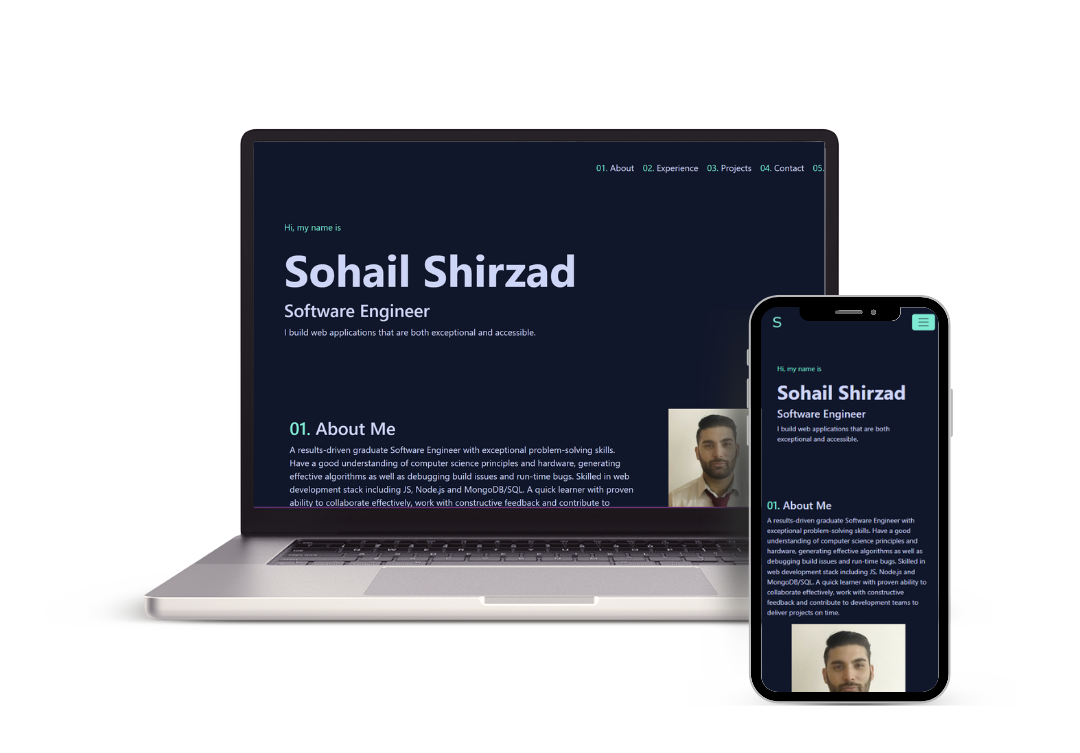 01. About 02. Experience 03. Projects 04. Contact 05.
Hi, my name is
Sohail Shirzad
Software Engineer
I build web applications that are both exceptional and accessible.
01. About Me
A results-driven graduate Software Engineer with exceptional problem-solving skills.
Have a good understanding of computer science principles and hardware, generating
effective algorithms as well as debugging build issues and run-time bugs. Skilled in web
development stack including JS, Node.js and MongoDB/SQL. A quick learner with proven
ability to collaborate effectively, work with constructive feedback and contribute to
S
Hi, my name is
Sohail Shirzad
Software Engineer
I build web applications that are both
exceptional and accessible.
01. About Me
A results-driven graduate Software Engineer with
exceptional problem-solving skills. Have a good
understanding of computer science principles and
hardware, generating effective algorithms as well as
debugging build issues and run-time bugs. Skilled in
web development stack including JS, Node.js and
MongoDB/SQL. A quick learner with proven ability to
collaborate effectively, work with constructive
feedback and contribute to development teams to
deliver projects on time.